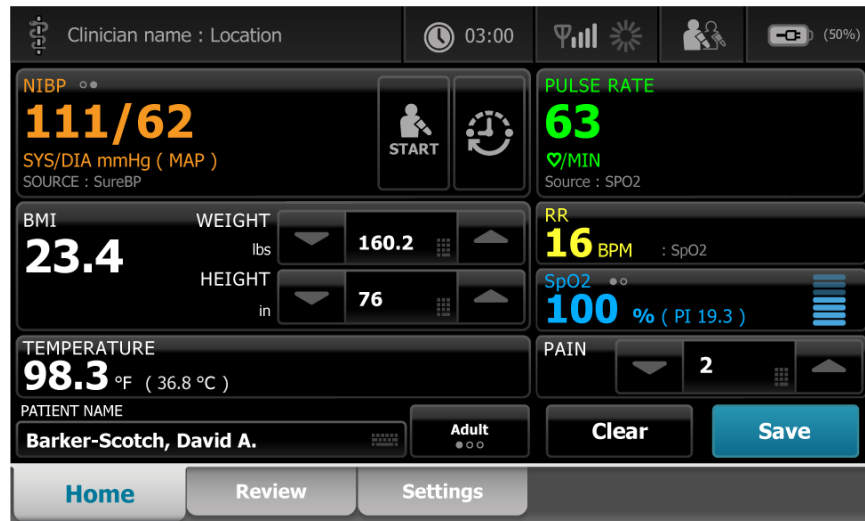 Clinician name : Location
03:00
(50%)
NIBP
111/62
SYS/DIA mmHg ( MAP )
SOURCE : SureBP
START
PULSE RATE
63
/MIN
Source : SPO2
BMI
23.4
WEIGHT
lbs
160.2
HEIGHT
in
76
RR
16 BPM : SpO2
SpO2
100 % ( PI 19.3 )
TEMPERATURE
98.3 °F ( 36.8 °C )
PAIN
2
PATIENT NAME
Barker-Scotch, David A.
Adult
Clear
Save
Home
Review
Settings